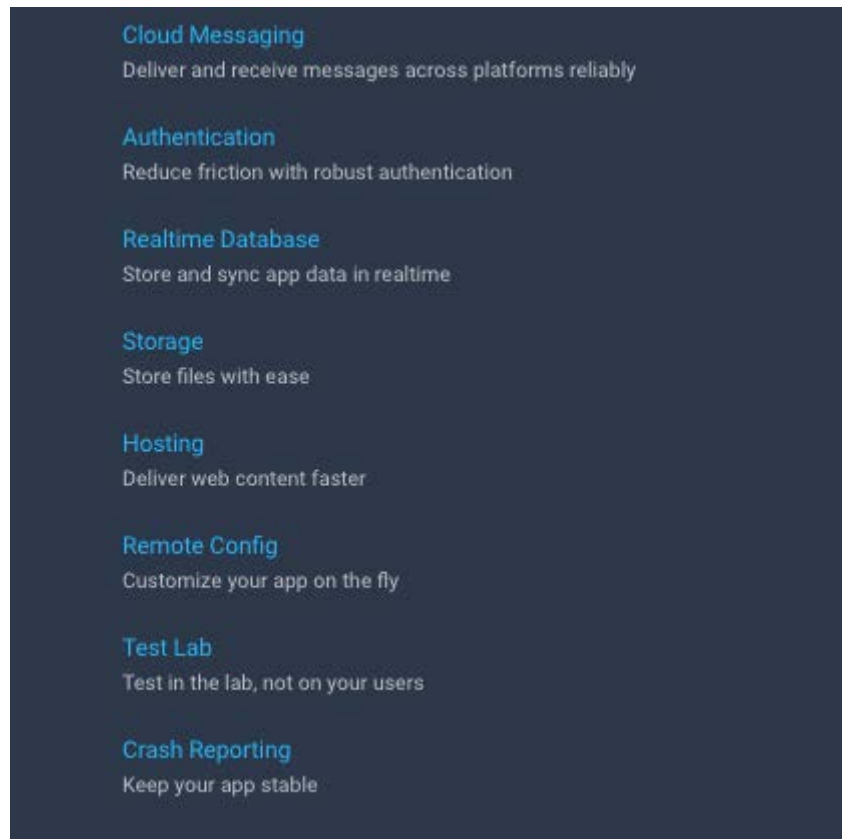 Cloud Messaging
Deliver and receive messages across platforms reliably
Authentication
Reduce friction with robust authentication
Realtime Database
Store and sync app data in realtime
Storage
Store files with ease
Hosting
Deliver web content faster
Remote Config
Customize your app on the fly
Test Lab
Test in the lab, not on your users
Crash Reporting
Keep your app stable